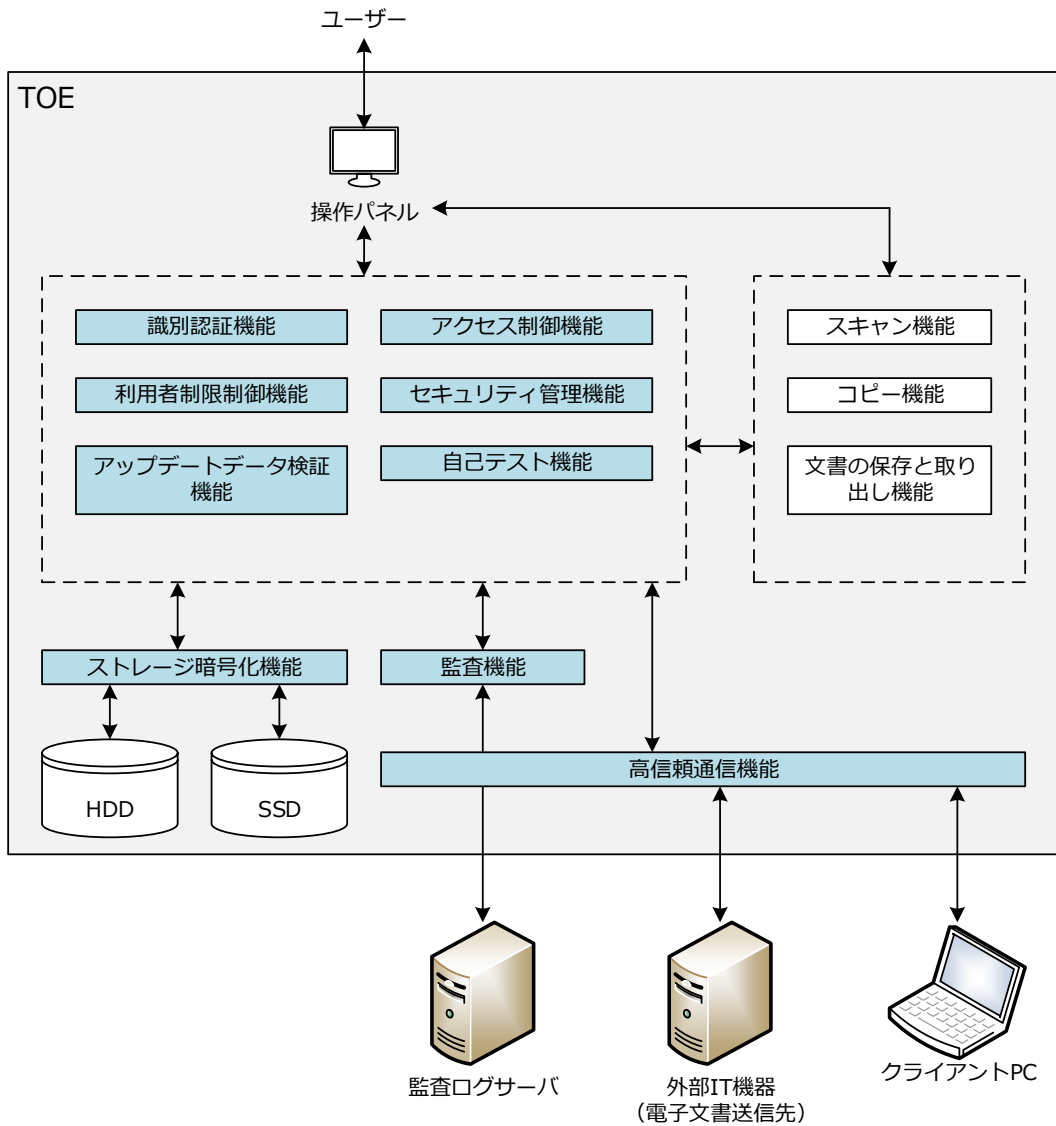 ユーザー
TOE
操作パネル
識別認証機能
アクセス制御機能
利用者制限制御機能
セキュリティ管理機能
アップデートデータ検証
機能
自己テスト機能
スキャン機能
コピー機能
文書の保存と取り
出し機能
ストレージ暗号化機能
監査機能
高信頼通信機能
HDD
SSD
監査ログサーバ
外部IT機器
（電子文書送信先）
クライアントPC